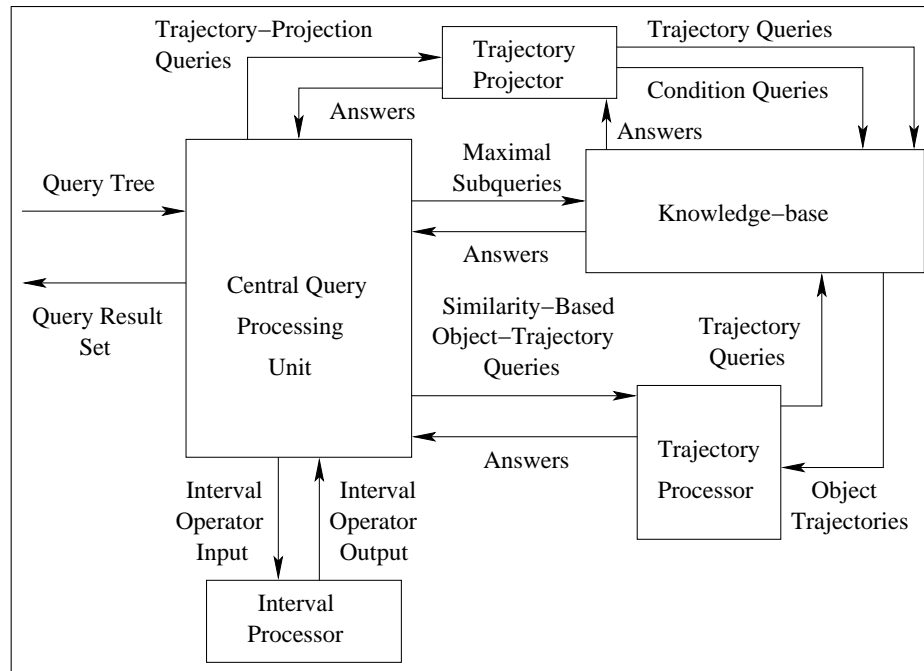 Trajectory−Projection
Queries
Trajectory
Projector
Trajectory Queries
Condition Queries
Answers
Answers
Query Tree
Maximal
Subqueries
Knowledge−base
Answers
Central Query
Processing
Unit
Query Result
Set
Similarity−Based
Object−Trajectory
Queries
Trajectory
Queries
Answers
Trajectory
Processor
Object
Trajectories
Interval
Operator
Input
Interval
Operator
Output
Interval
Processor